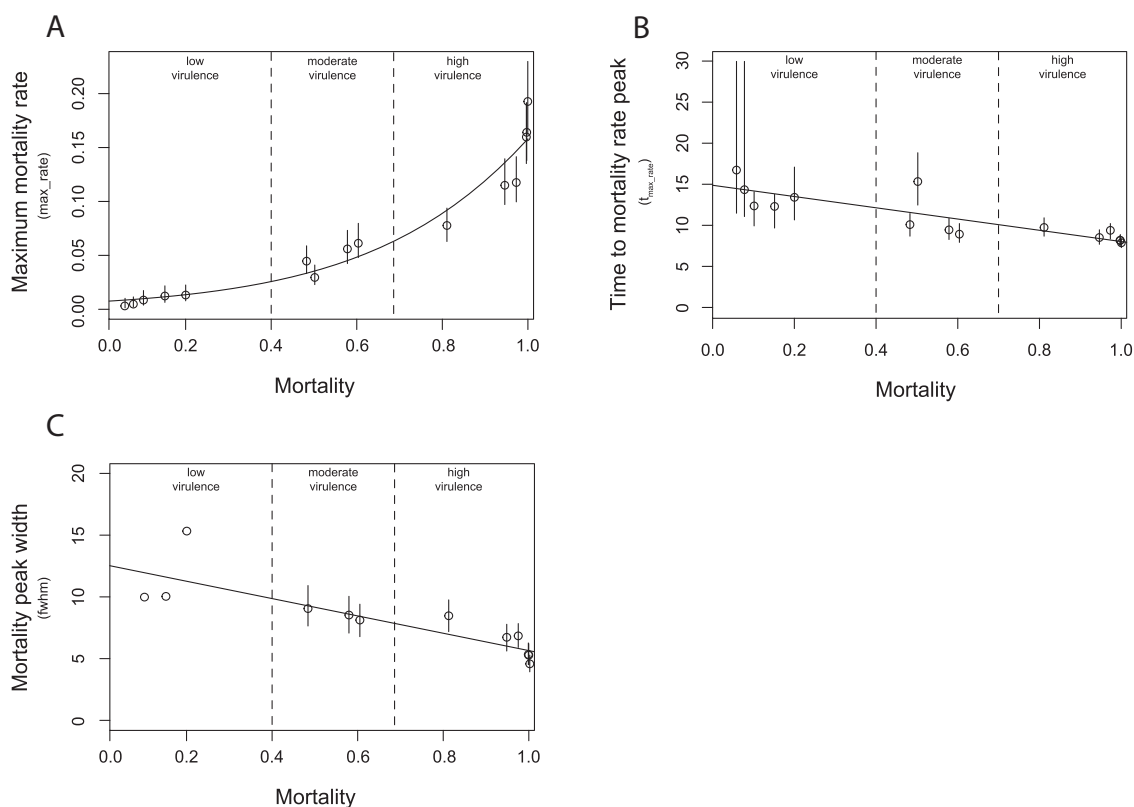 A
Maximum mortality rate
(max_rate)
0.00 0.05 0.10 0.15 0.20
low
virulence
moderate
virulence
high
virulence
0.0 0.2 0.4 0.6 0.8 1.0
Mortality
B
Time to mortality rate peak
(tmax_rate)
0 5 10 15 20 25 30
low
virulence
moderate
virulence
high
virulence
0.0 0.2 0.4 0.6 0.8 1.0
Mortality
C
Mortality peak width
(fwhm)
0 5 10 15 20
low
virulence
moderate
virulence
high
virulence
0.0 0.2 0.4 0.6 0.8 1.0
Mortality